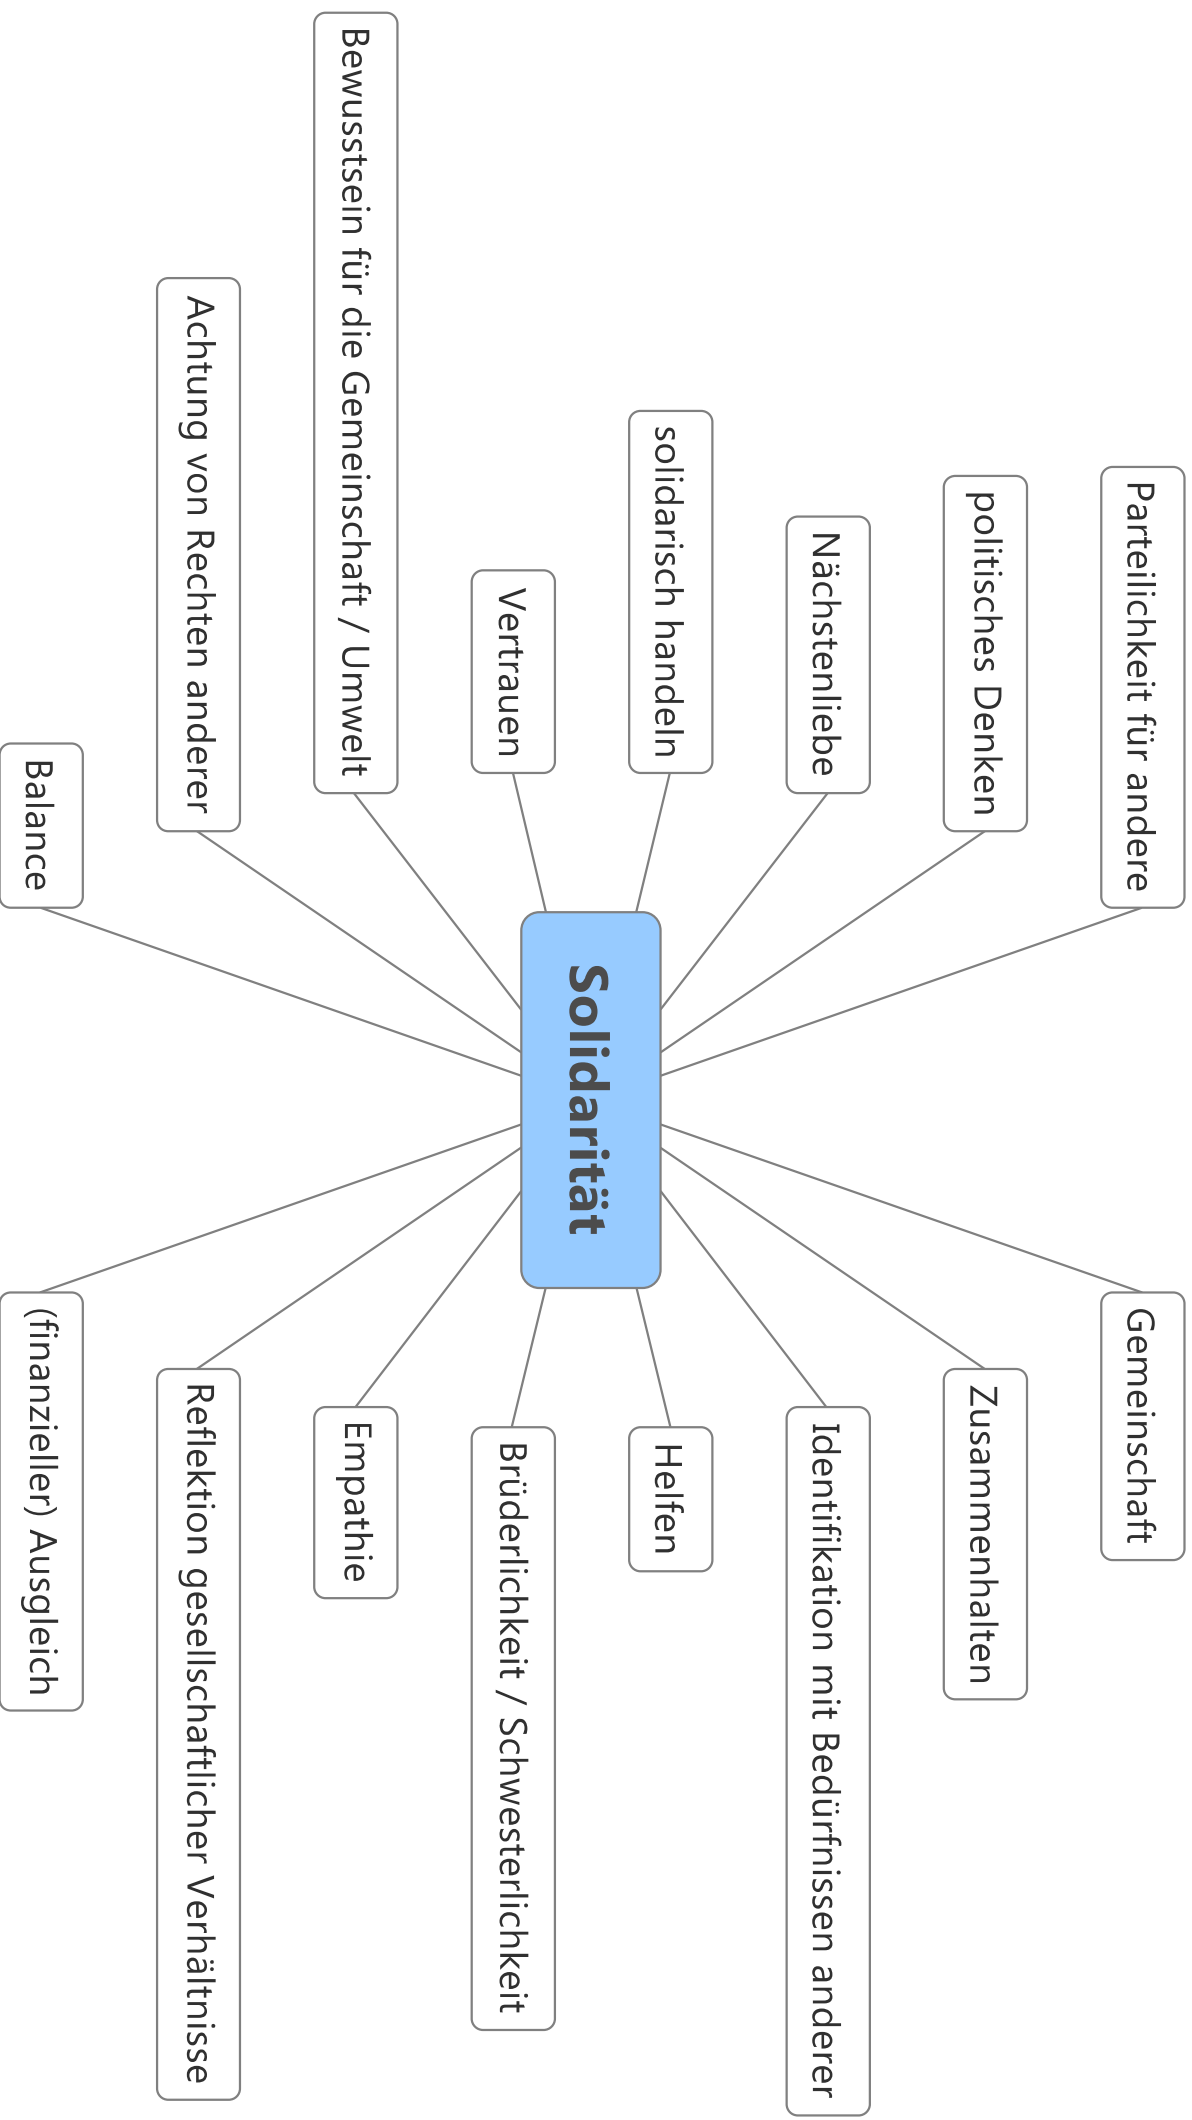 Parteilichkeit für andere
politisches Denken
Nächstenliebe
solidarisch handeln
Vertrauen
Bewusstsein für die Gemeinschaft / Umwelt
Achtung von Rechten anderer
Balance
Solidarität
Gemeinschaft
Zusammenhalten
Identifikation mit Bedürfnissen anderer
Helfen
Brüderlichkeit / Schwesterlichkeit
Empathie
Reflektion gesellschaftlicher Verhältnisse
(finanzieller) Ausgleich